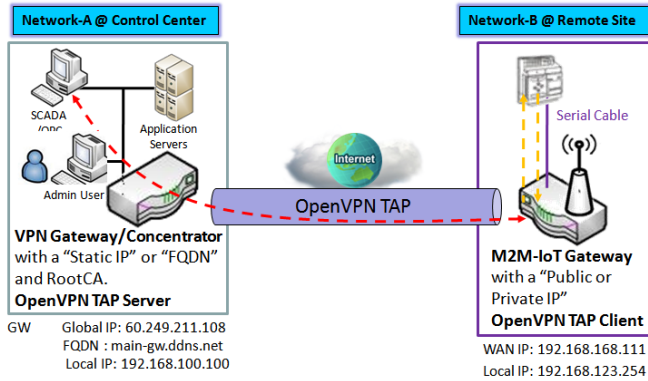 Network-A @ Control Center
Network-B @ Remote Site
SCADA
/OPC
Application
Servers
Admin User
Serial Cable
Internet
OpenVPN TAP
VPN Gateway/Concentrator
with a “Static IP” or “FQDN”
and RootCA.
OpenVPN TAP Server
M2M-IoT Gateway
with a “Public or
Private IP”
OpenVPN TAP Client
GW Global IP: 60.249.211.108
FQDN : main-gw.ddns.net
Local IP: 192.168.100.100
WAN IP: 192.168.168.111
Local IP: 192.168.123.254